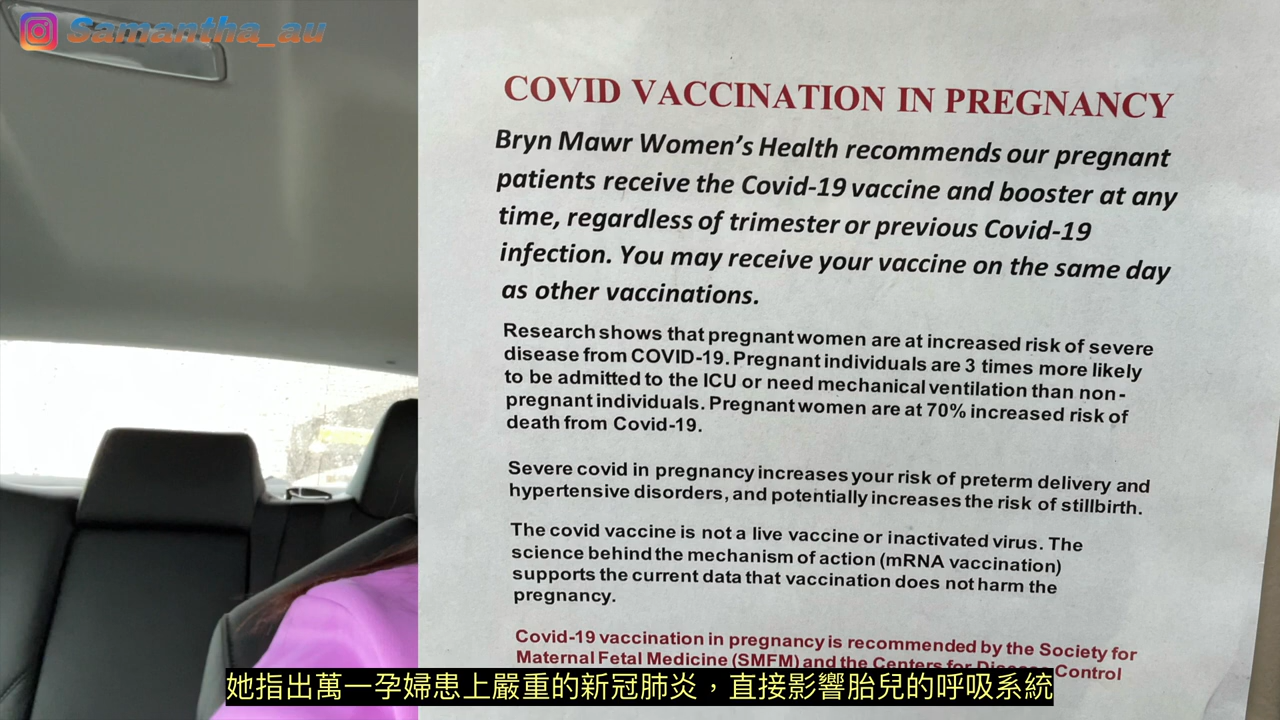 Samantha_au
COVID VACCINATION IN PREGNANCY
Bryn Mawr Women's Health recommends our pregnant
patients receive the Covid-19 vaccine and booster at any
time, regardless of trimester or previous Covid-19
infection. You may receive your vaccine on the same day
as other vaccinations.
Research shows that pregnant women are at increased risk of severe
disease from COVID-19. Pregnant individuals are 3 times more likely
to be admitted to the ICU or need mechanical ventilation than non-
pregnant individuals. Pregnant women are at 70% increased risk of
death from Covid-19.
Severe covid in pregnancy increases your risk of preterm delivery and
hypertensive disorders, and potentially increases the risk of stillbirth.
The covid vaccine is not a live vaccine or inactivated virus. The
science behind the mechanism of action (mRNA vaccination)
supports the current data that vaccination does not harm the
pregnancy.
Covid-19 vaccination in pregnancy is recommended by the Society for
Maternal Fetal Medicine (SMFM) and the Centers for Disease Control
她指出萬一孕婦患上嚴重的新冠肺炎，直接影響胎兒的呼吸系統